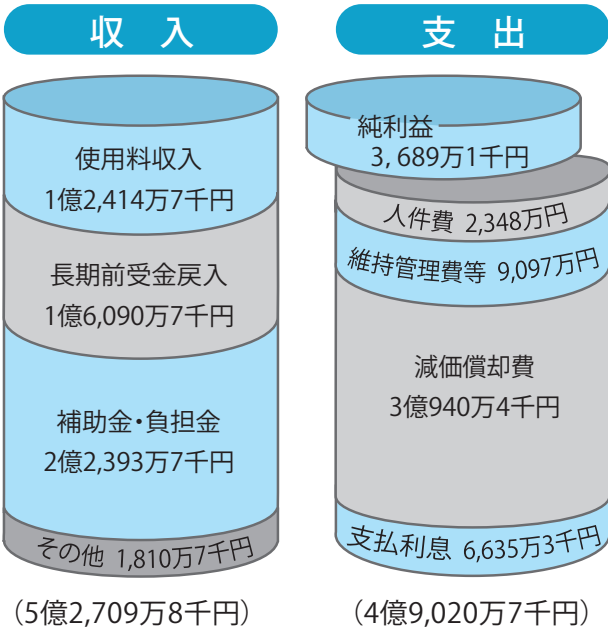 収 入
使用料収入
1億2,414万7千円
長期前受金戻入
1億6,090万7千円
補助金・負担金
2億2,393万7千円
その他 1,810万7千円
（5億2,709万8千円）
支 出
純利益
3,689万1千円
人件費 2,348万円
維持管理費等 9,097万円
減価償却費
3億940万4千円
支払利息 6,635万3千円
（4億9,020万7千円）